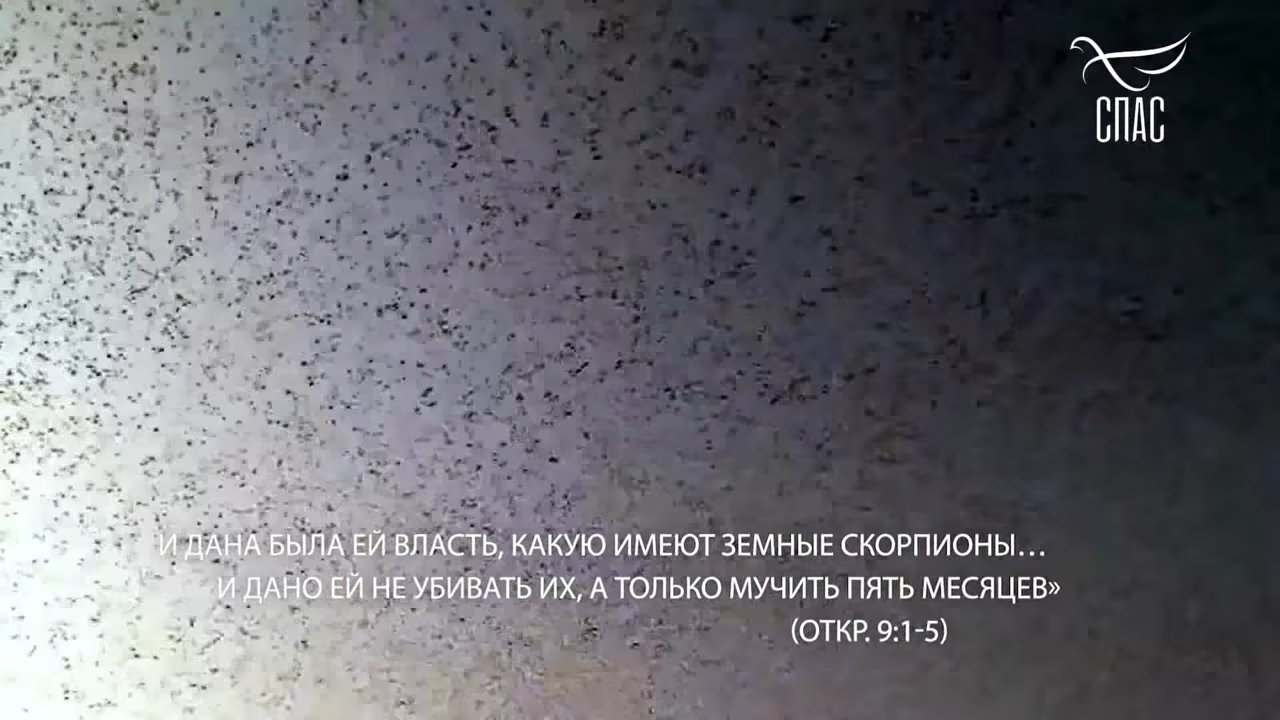 СПАС
И ДАНА БЫЛА ЕЙ ВЛАСТЬ, КАКУЮ ИМЕЮТ ЗЕМНЫЕ СКОРПИОНЫ…
И ДАНО ЕЙ НЕ УБИВАТЬ ИХ, А ТОЛЬКО МУЧИТЬ ПЯТЬ МЕСЯЦЕВ»
(ОТКР. 9:1-5)